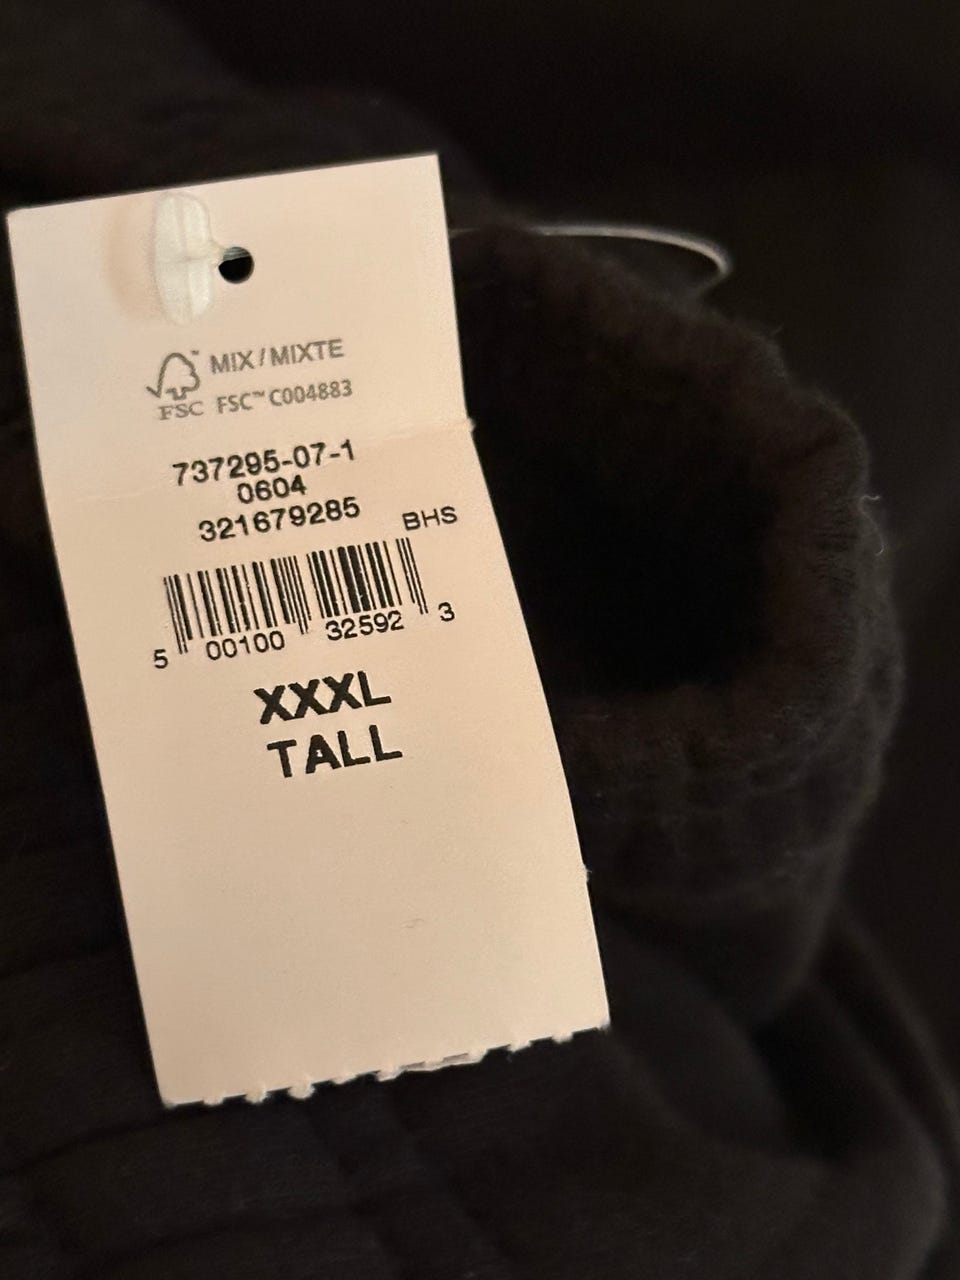 MIX / MIXTE
FSC FSC™ C004883
737295-07-1
0604
321679285
BHS
5 00100 32592 3
XXXL
TALL